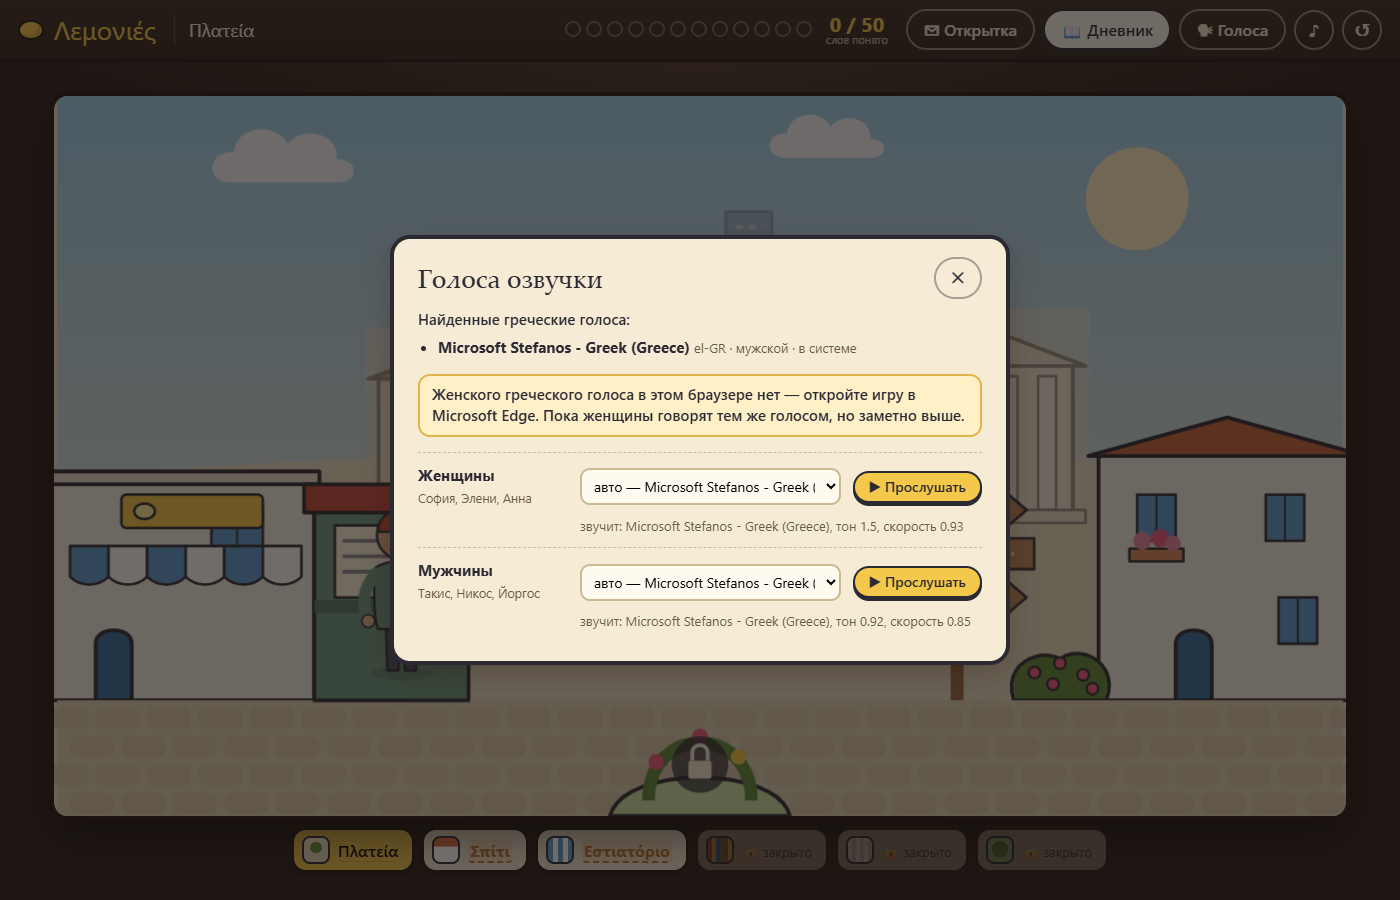 Λεμονιές
Πλατεία
0 / 50
слов понято
Открытка
Дневник
Голоса
Голоса озвучки
Найденные греческие голоса:
Microsoft Stefanos - Greek (Greece) el-GR · мужской · в системе
Женского греческого голоса в этом браузере нет — откройте игру в
Microsoft Edge. Пока женщины говорят тем же голосом, но заметно выше.
Женщины
София, Элени, Анна
авто — Microsoft Stefanos - Greek (
▶ Прослушать
звучит: Microsoft Stefanos - Greek (Greece), тон 1.5, скорость 0.93
Мужчины
Такис, Никос, Йоргос
авто — Microsoft Stefanos - Greek (
▶ Прослушать
звучит: Microsoft Stefanos - Greek (Greece), тон 0.92, скорость 0.85
Πλατεία
Σπίτι
Εστιατόριο
закрыто
закрыто
закрыто